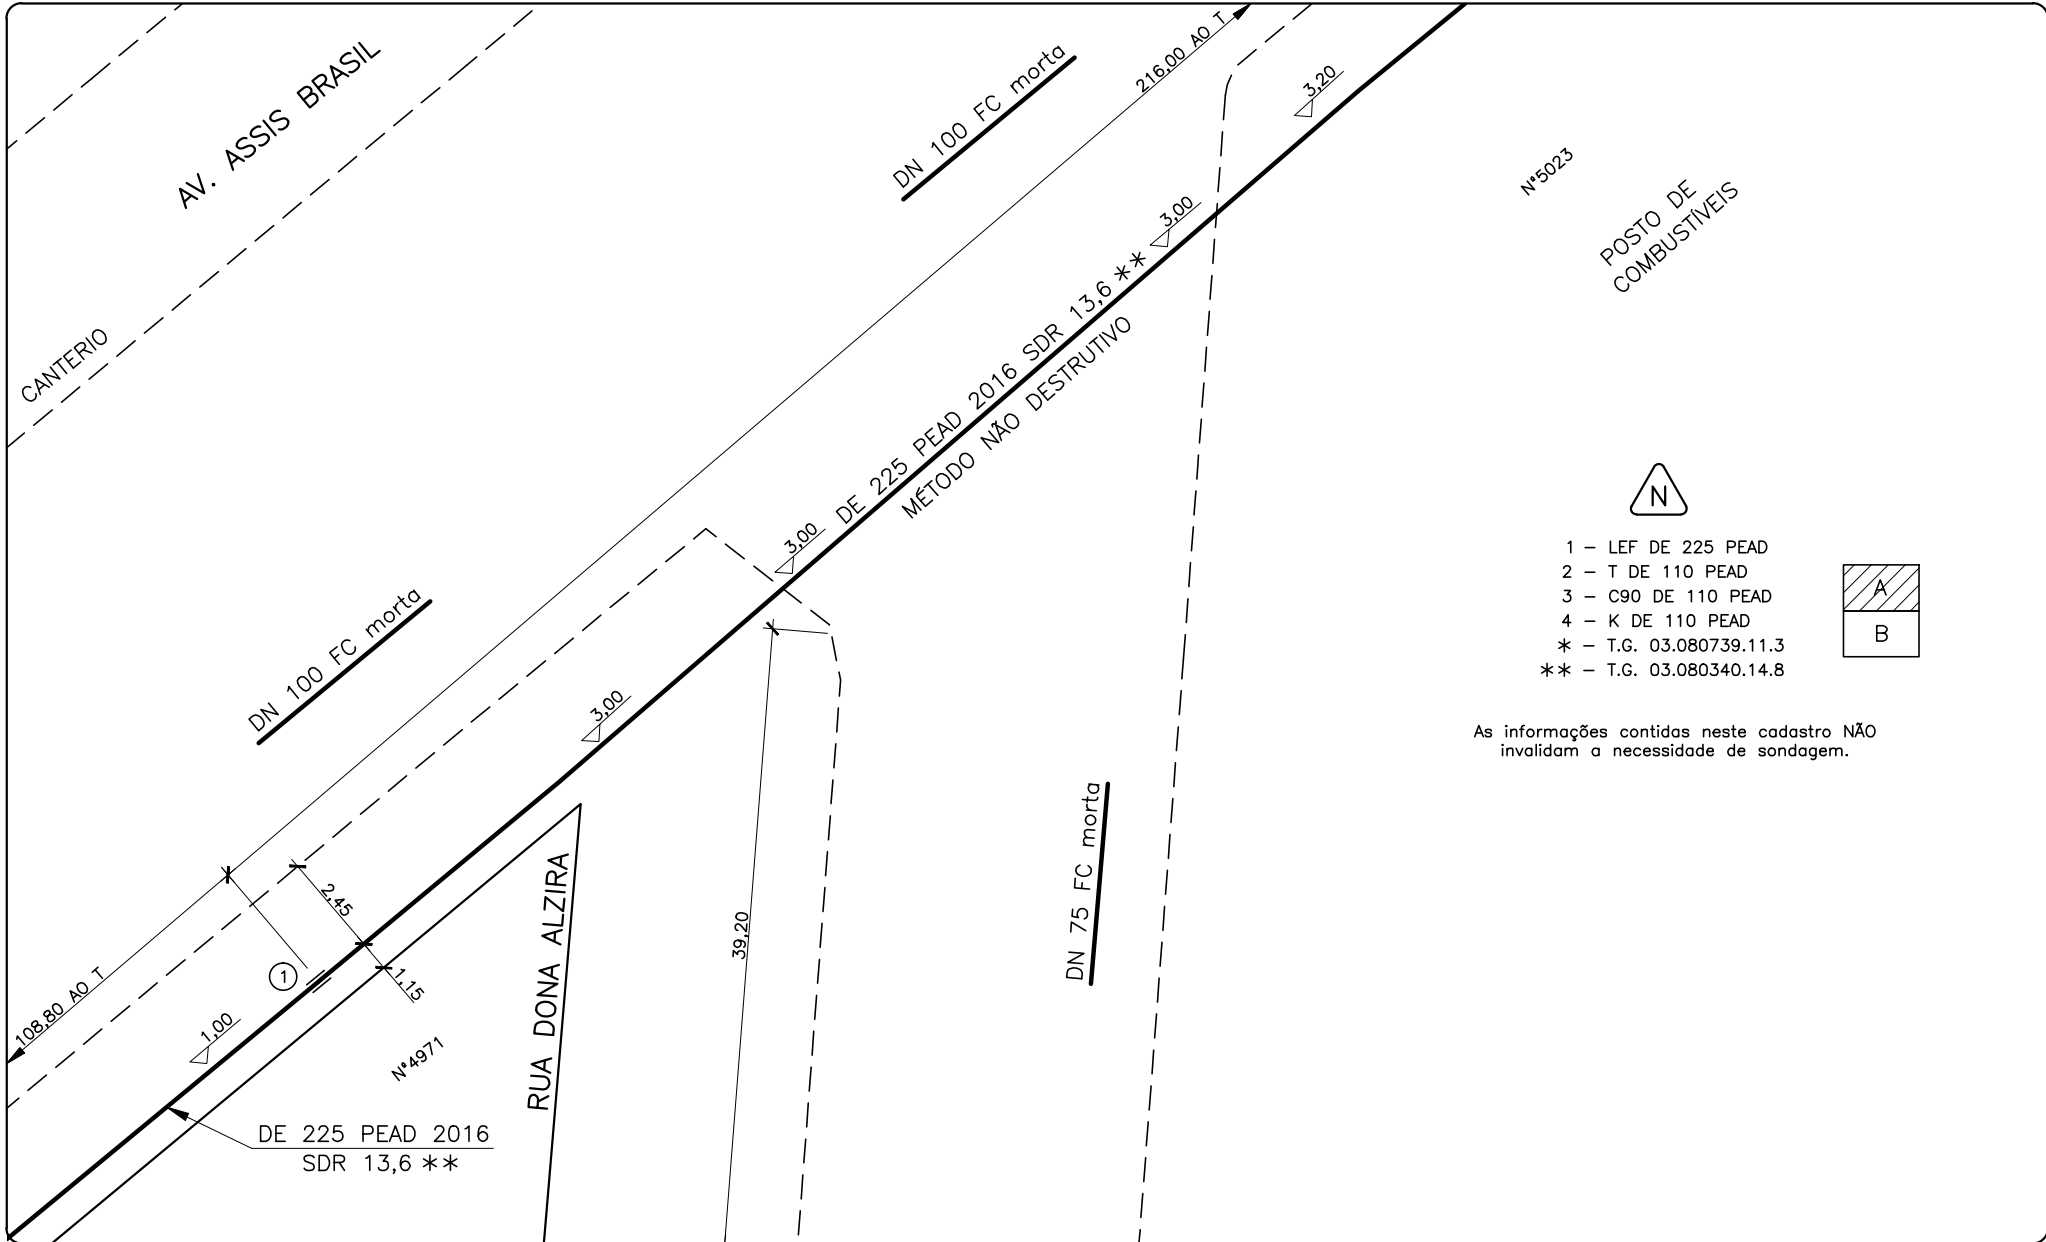 AV. ASSIS BRASIL
CANTERIO
DN 100 FC morta
216,00 AO T
3,20
3,00
N°5023
POSTO DE
COMBUSTÍVEIS
DE 225 PEAD 2016 SDR 13,6 **
MÉTODO NÃO DESTRUTIVO
3,00
3,00
DN 100 FC morta
N
1 – LEF DE 225 PEAD
2 – T DE 110 PEAD
3 – C90 DE 110 PEAD
4 – K DE 110 PEAD
* – T.G. 03.080739.11.3
** – T.G. 03.080340.14.8
A
B
As informações contidas neste cadastro NÃO
invalidam a necessidade de sondagem.
2,45
1,15
1
108,80 AO T
1,00
N°4971
RUA DONA ALZIRA
39,20
DN 75 FC morta
DE 225 PEAD 2016
SDR 13,6 **